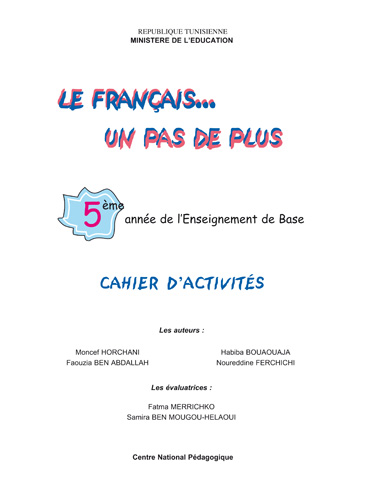 REPUBLIQUE TUNISIENNE
MINISTERE DE L'EDUCATION
LE FRANÇAIS...
UN PAS DE PLUS
5ème année de l'Enseignement de Base
CAHIER D'ACTIVITÉS
Les auteurs :
Moncef HORCHANI Habiba BOUAOUAJA
Faouzia BEN ABDALLAH Noureddine FERCHICHI
Les évaluatrices :
Fatma MERRICHKO
Samira BEN MOUGOU-HELAOUI
Centre National Pédagogique